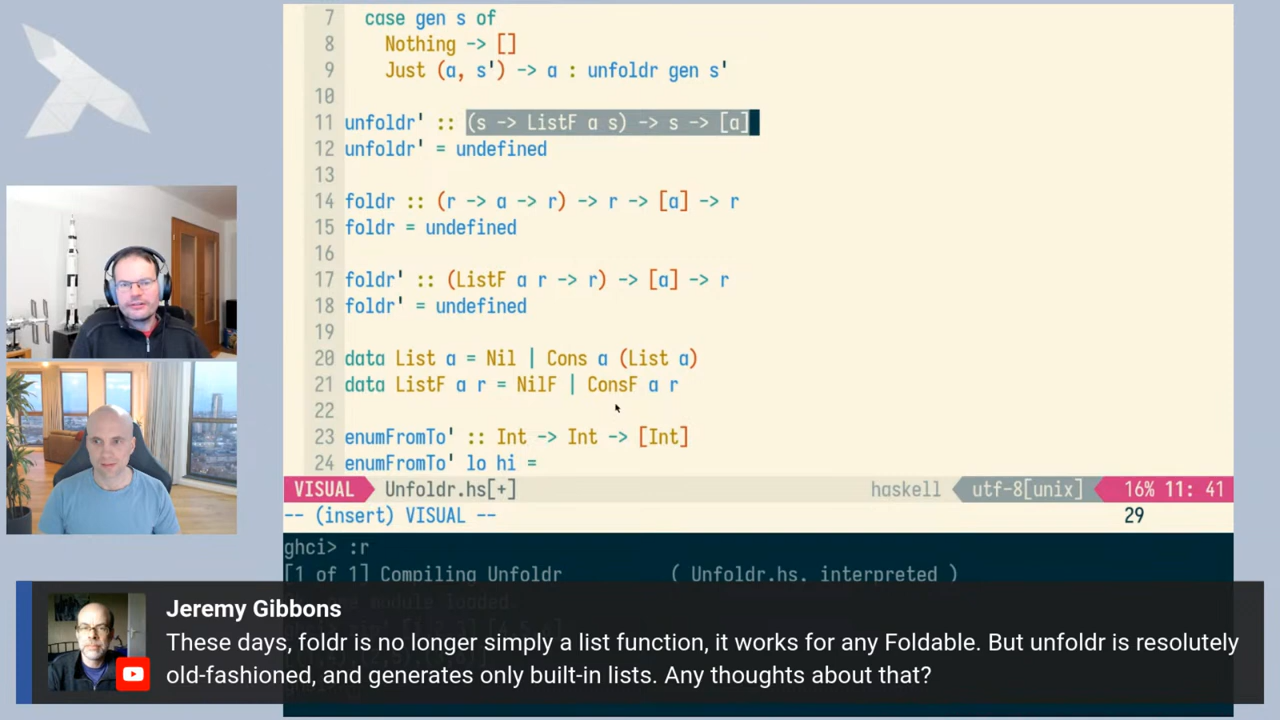 7 case gen s of
8 Nothing -> []
9 Just (a, s') -> a : unfoldr gen s'
10
11 unfoldr' :: (s -> ListF a s) -> s -> [a]
12 unfoldr' = undefined
13
14 foldr :: (r -> a -> r) -> r -> [a] -> r
15 foldr = undefined
16
17 foldr' :: (ListF a r -> r) -> [a] -> r
18 foldr' = undefined
19
20 data List a = Nil | Cons a (List a)
21 data ListF a r = NilF | ConsF a r
22
23 enumFromTo' :: Int -> Int -> [Int]
24 enumFromTo' lo hi =
VISUAL Unfoldr.hs[+] haskell utf-8[unix] 16% 11: 41
-- (insert) VISUAL -- 29
ghci> :r
[1 of 1] Compiling Unfoldr ( Unfoldr.hs, interpreted )
Jeremy Gibbons
These days, foldr is no longer simply a list function, it works for any Foldable. But unfoldr is resolutely
old-fashioned, and generates only built-in lists. Any thoughts about that?